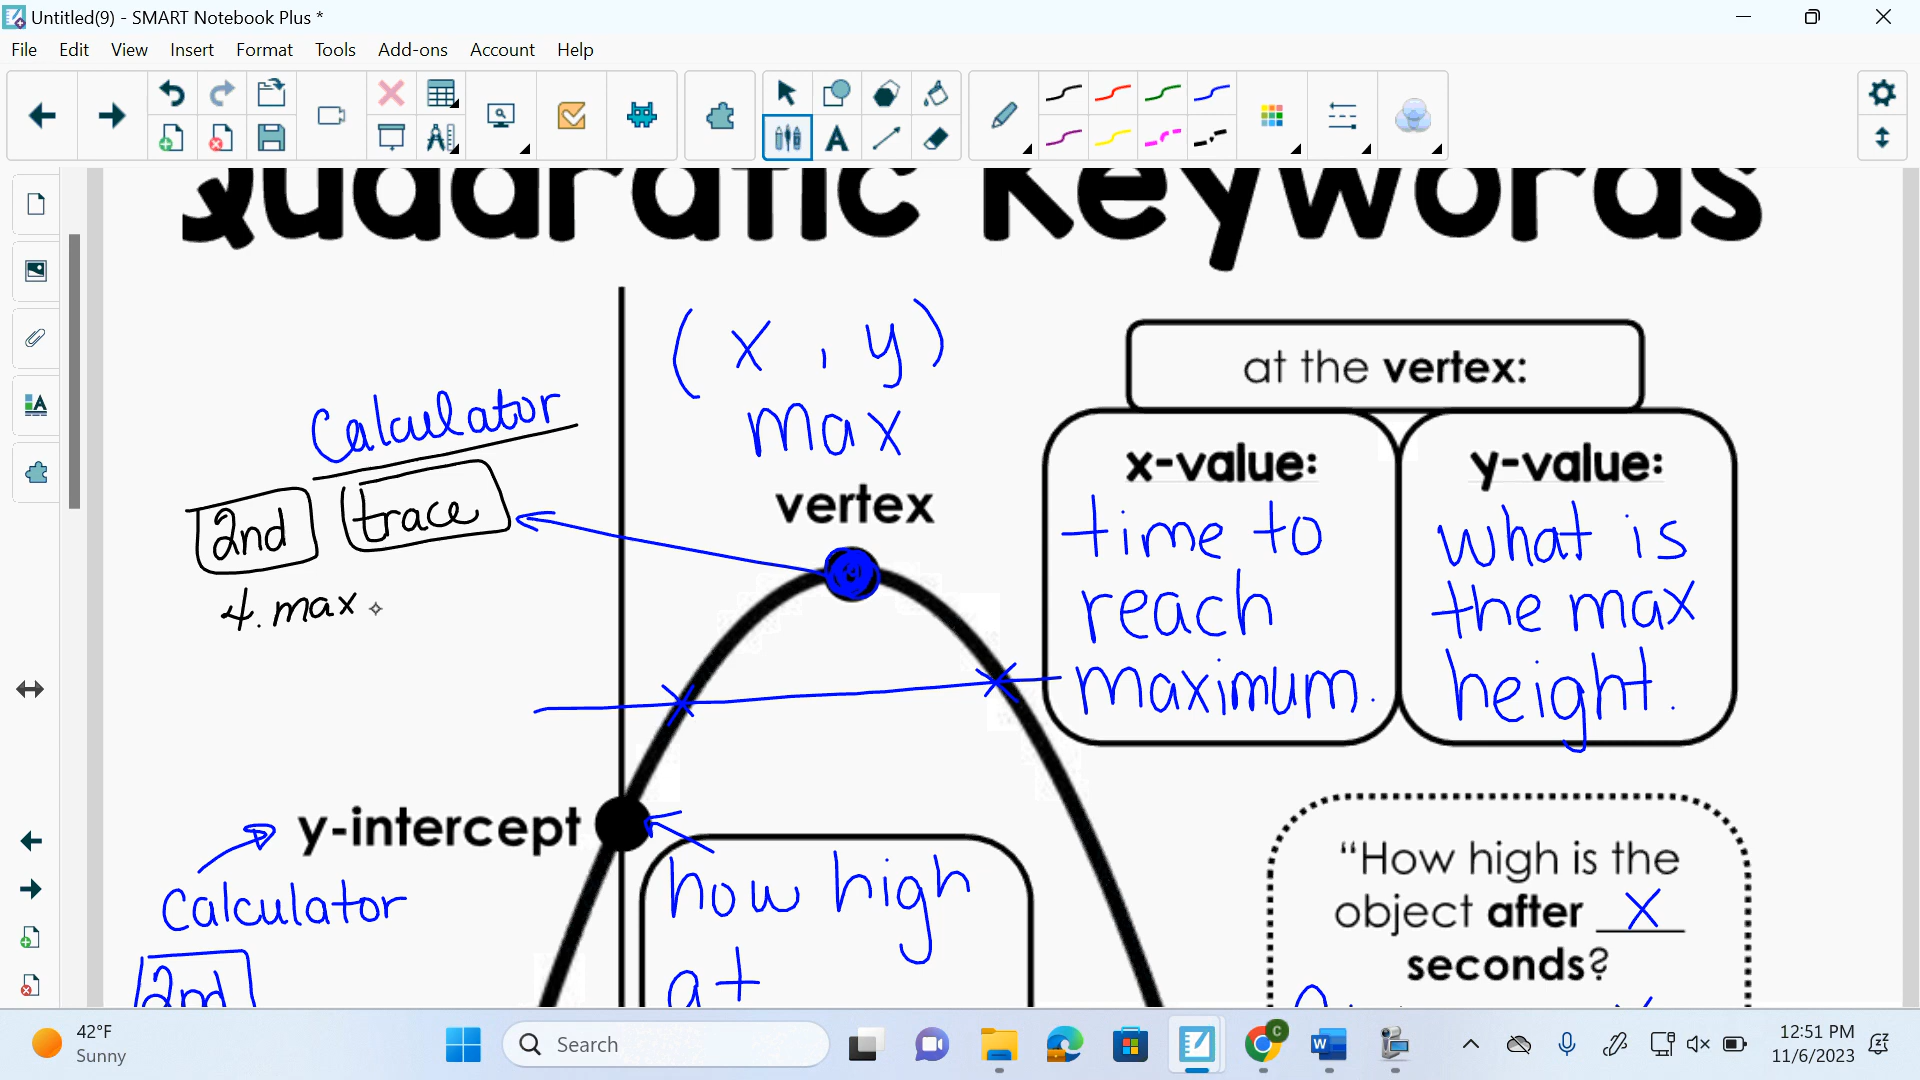 Untitled(9) - SMART Notebook Plus *
File Edit View Insert Format Tools Add-ons Account Help
Quadratic Keywords
(x, y)
max
vertex
Calculator
2nd trace
4. max
at the vertex:
x-value:
time to
reach
maximum.
y-value:
what is
the max
height.
y-intercept
Calculator
2nd
how high
at
"How high is the
object after x
seconds?
42°F
Sunny
Search
12:51 PM
11/6/2023